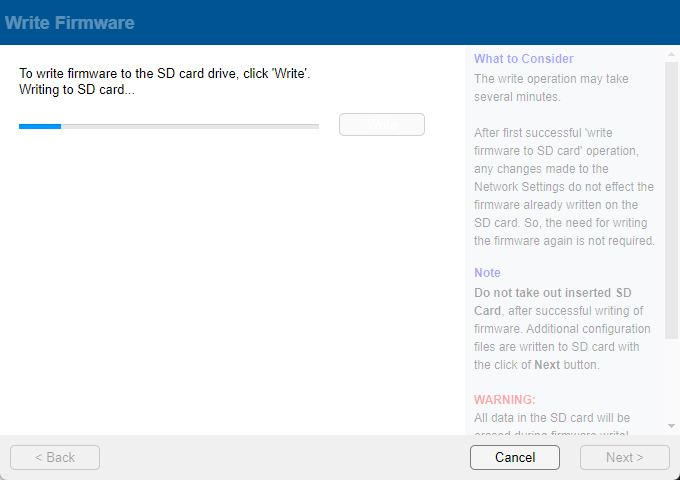 Write Firmware
To write firmware to the SD card drive, click 'Write'.
Writing to SD card...
Write
What to Consider
The write operation may take
several minutes.
After first successful 'write
firmware to SD card' operation,
any changes made to the
Network Settings do not effect the
firmware already written on the
SD card. So, the need for writing
the firmware again is not required.
Note
Do not take out inserted SD
Card, after successful writing of
firmware. Additional configuration
files are written to SD card with
the click of Next button.
WARNING:
All data in the SD card will be
erased during firmware write!
< Back
Cancel
Next >